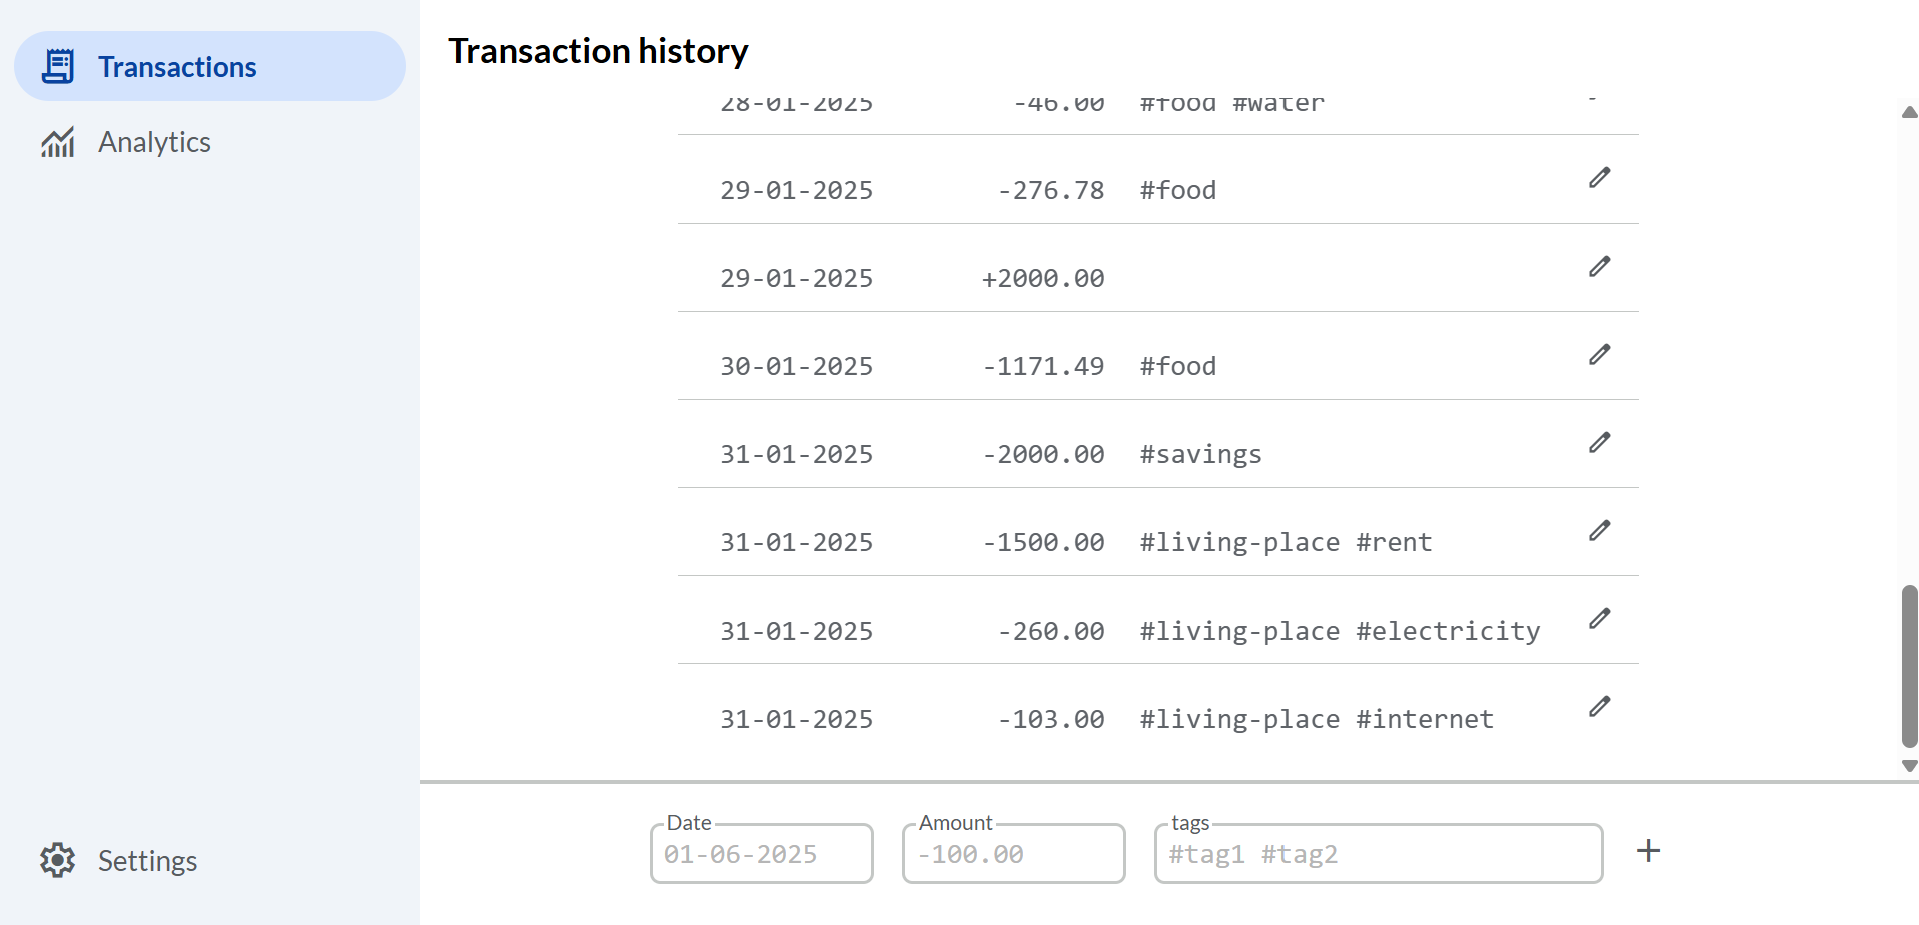 Transactions
Analytics
Settings
Transaction history
28-01-2025 -46.00 #food #water
29-01-2025 -276.78 #food
29-01-2025 +2000.00
30-01-2025 -1171.49 #food
31-01-2025 -2000.00 #savings
31-01-2025 -1500.00 #living-place #rent
31-01-2025 -260.00 #living-place #electricity
31-01-2025 -103.00 #living-place #internet
Date Amount tags
01-06-2025 -100.00 #tag1 #tag2